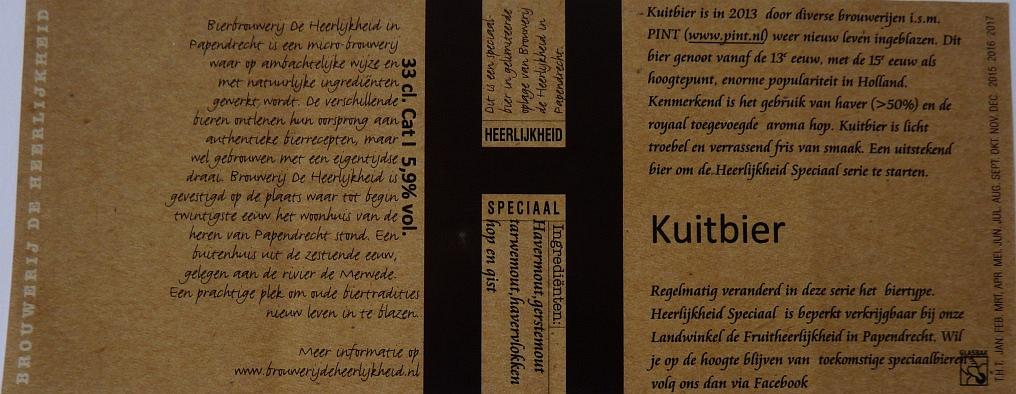 BROUWERIJ DE HEERLIJKHEID
Bierbrouwerij De Heerlijkheid in
Papendrecht is een micro-brouwerij
waar op ambachtelijke wijze en
met natuurlijke ingrediënten
gewerkt wordt. De verschillende
bieren ontlenen hun oorsprong aan
authentieke bierrecepten, maar
wel gebrouwen met een eigentijdse
draai. Brouwerij De Heerlijkheid is
gevestigd op de plaats waar tot begin
twintigste eeuw het woonhuis van de
heren van Papendrecht stond. Een
buitenhuis uit de zestiende eeuw,
gelegen aan de rivier de Merwede.
Een prachtige plek om oude biertradities
nieuw leven in te blazen.
Meer informatie op
www.brouwerijdeheerlijkheid.nl
33 cl. Cat I 5,9% vol.
Dit is een speciaal-
bier in gelimiteerde
oplage van Brouwerij
de Heerlijkheid in
Papendrecht.
HEERLIJKHEID
SPECIAAL
Ingrediënten:
Havermout,gerstemout
tarwemout,havervlokken
hop en gist
Kuitbier is in 2013 door diverse brouwerijen i.s.m.
PINT (www.pint.nl) weer nieuw leven ingeblazen. Dit
bier genoot vanaf de 13e eeuw, met de 15e eeuw als
hoogtepunt, enorme populariteit in Holland.
Kenmerkend is het gebruik van haver (>50%) en de
royaal toegevoegde aroma hop. Kuitbier is licht
troebel en verrassend fris van smaak. Een uitstekend
bier om de Heerlijkheid Speciaal serie te starten.
Kuitbier
Regelmatig veranderd in deze serie het biertype.
Heerlijkheid Speciaal is beperkt verkrijgbaar bij onze
Landwinkel de Fruitheerlijkheid in Papendrecht. Wil
je op de hoogte blijven van toekomstige speciaalbieren
volg ons dan via Facebook
GLASBAK
T.H.T. JAN FEB. MRT. APR MEI. JUN. JUL AUG. SEPT. OKT NOV. DEC. 2015 2016 2017